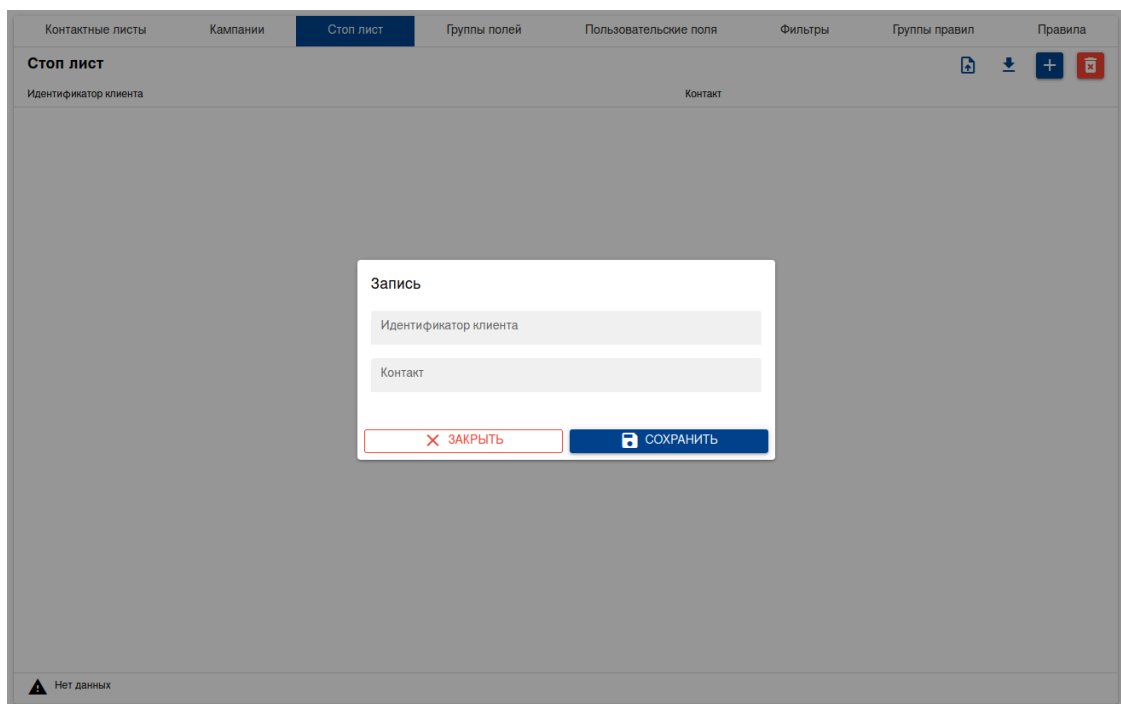 Контактные листы Кампании Стоп лист Группы полей Пользовательские поля Фильтры Группы правил Правила
Стоп лист
Идентификатор клиента Контакт
Запись
Идентификатор клиента
Контакт
ЗАКРЫТЬ СОХРАНИТЬ
Нет данных